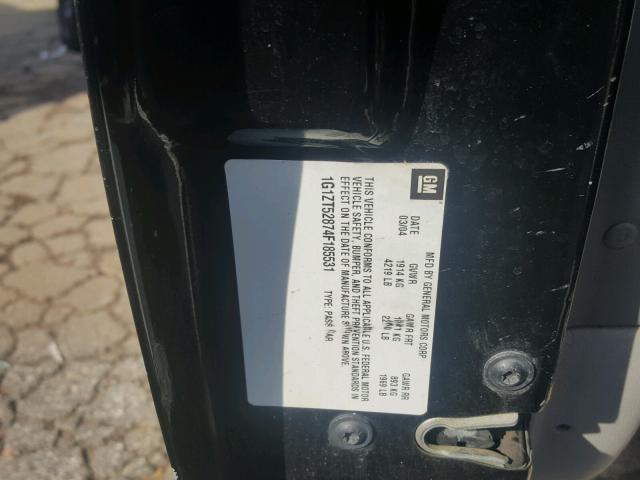 GM
MFD BY GENERAL MOTORS CORP
DATE GVWR GAWR FRT GAWR RR
03/04 1914 KG KG 893 KG
4219 LB LB 1969 LB
THIS VEHICLE CONFORMS TO ALL APPLICABLE U.S. FEDERAL MOTOR
VEHICLE SAFETY, BUMPER, AND THEFT PREVENTION STANDARDS IN
EFFECT ON THE DATE OF MANUFACTURE SHOWN ABOVE.
1G1ZT52874F185531 TYPE: PASS CAR